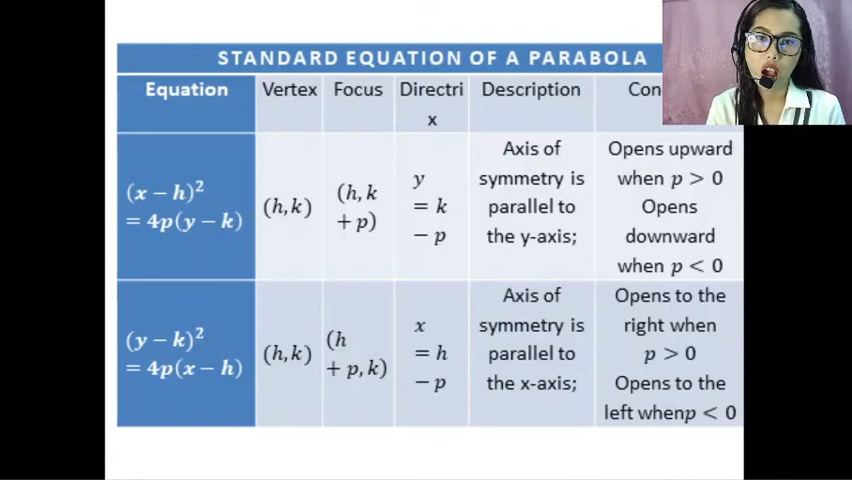 STANDARD EQUATION OF A PARABOLA
Equation
Vertex
Focus
Directri
x
Description
Con
(x − h)²
= 4p(y − k)
(h, k)
(h, k
+ p)
y
= k
− p
Axis of
symmetry is
parallel to
the y-axis;
Opens upward
when p > 0
Opens
downward
when p < 0
(y − k)²
= 4p(x − h)
(h, k)
(h
+ p, k)
x
= h
− p
Axis of
symmetry is
parallel to
the x-axis;
Opens to the
right when
p > 0
Opens to the
left whenp < 0